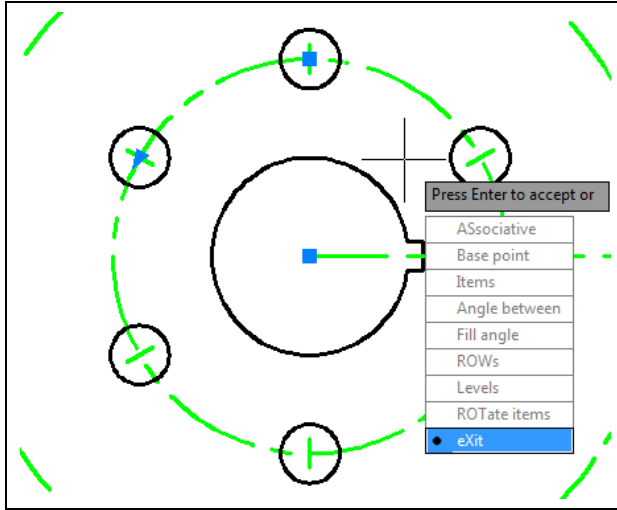 Press Enter to accept or
ASsociative
Base point
Items
Angle between
Fill angle
ROWs
Levels
ROTate items
eXit